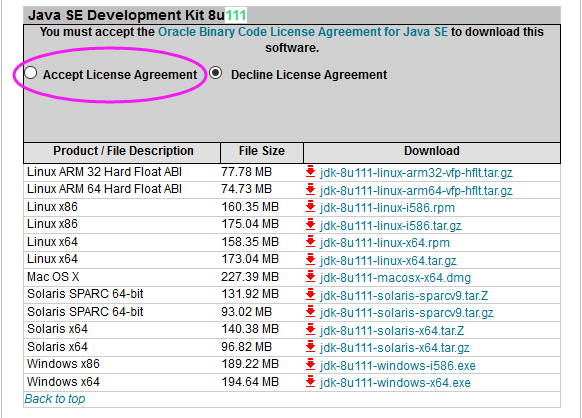 Java SE Development Kit 8u111
You must accept the Oracle Binary Code License Agreement for Java SE to download this
software.
Accept License Agreement Decline License Agreement
Product / File Description File Size Download
Linux ARM 32 Hard Float ABI 77.78 MB jdk-8u111-linux-arm32-vfp-hflt.tar.gz
Linux ARM 64 Hard Float ABI 74.73 MB jdk-8u111-linux-arm64-vfp-hflt.tar.gz
Linux x86 160.35 MB jdk-8u111-linux-i586.rpm
Linux x86 175.04 MB jdk-8u111-linux-i586.tar.gz
Linux x64 158.35 MB jdk-8u111-linux-x64.rpm
Linux x64 173.04 MB jdk-8u111-linux-x64.tar.gz
Mac OS X 227.39 MB jdk-8u111-macosx-x64.dmg
Solaris SPARC 64-bit 131.92 MB jdk-8u111-solaris-sparcv9.tar.Z
Solaris SPARC 64-bit 93.02 MB jdk-8u111-solaris-sparcv9.tar.gz
Solaris x64 140.38 MB jdk-8u111-solaris-x64.tar.Z
Solaris x64 96.82 MB jdk-8u111-solaris-x64.tar.gz
Windows x86 189.22 MB jdk-8u111-windows-i586.exe
Windows x64 194.64 MB jdk-8u111-windows-x64.exe
Back to top